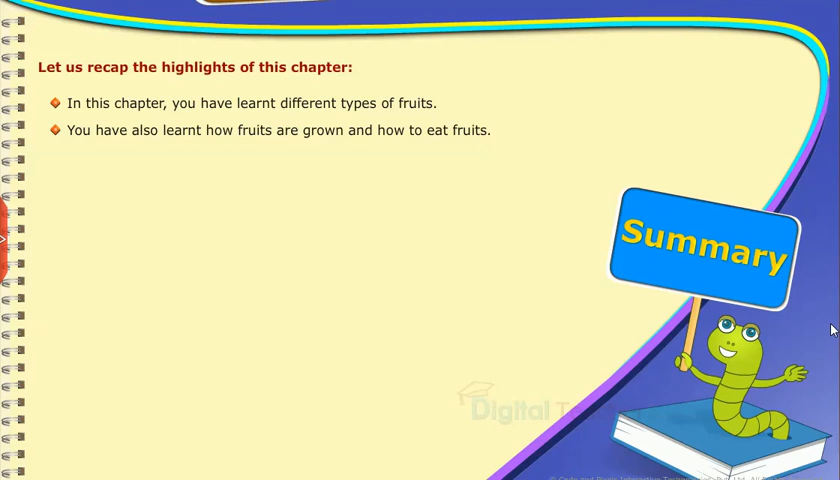 Let us recap the highlights of this chapter:
In this chapter, you have learnt different types of fruits.
You have also learnt how fruits are grown and how to eat fruits.
Summary
Digital